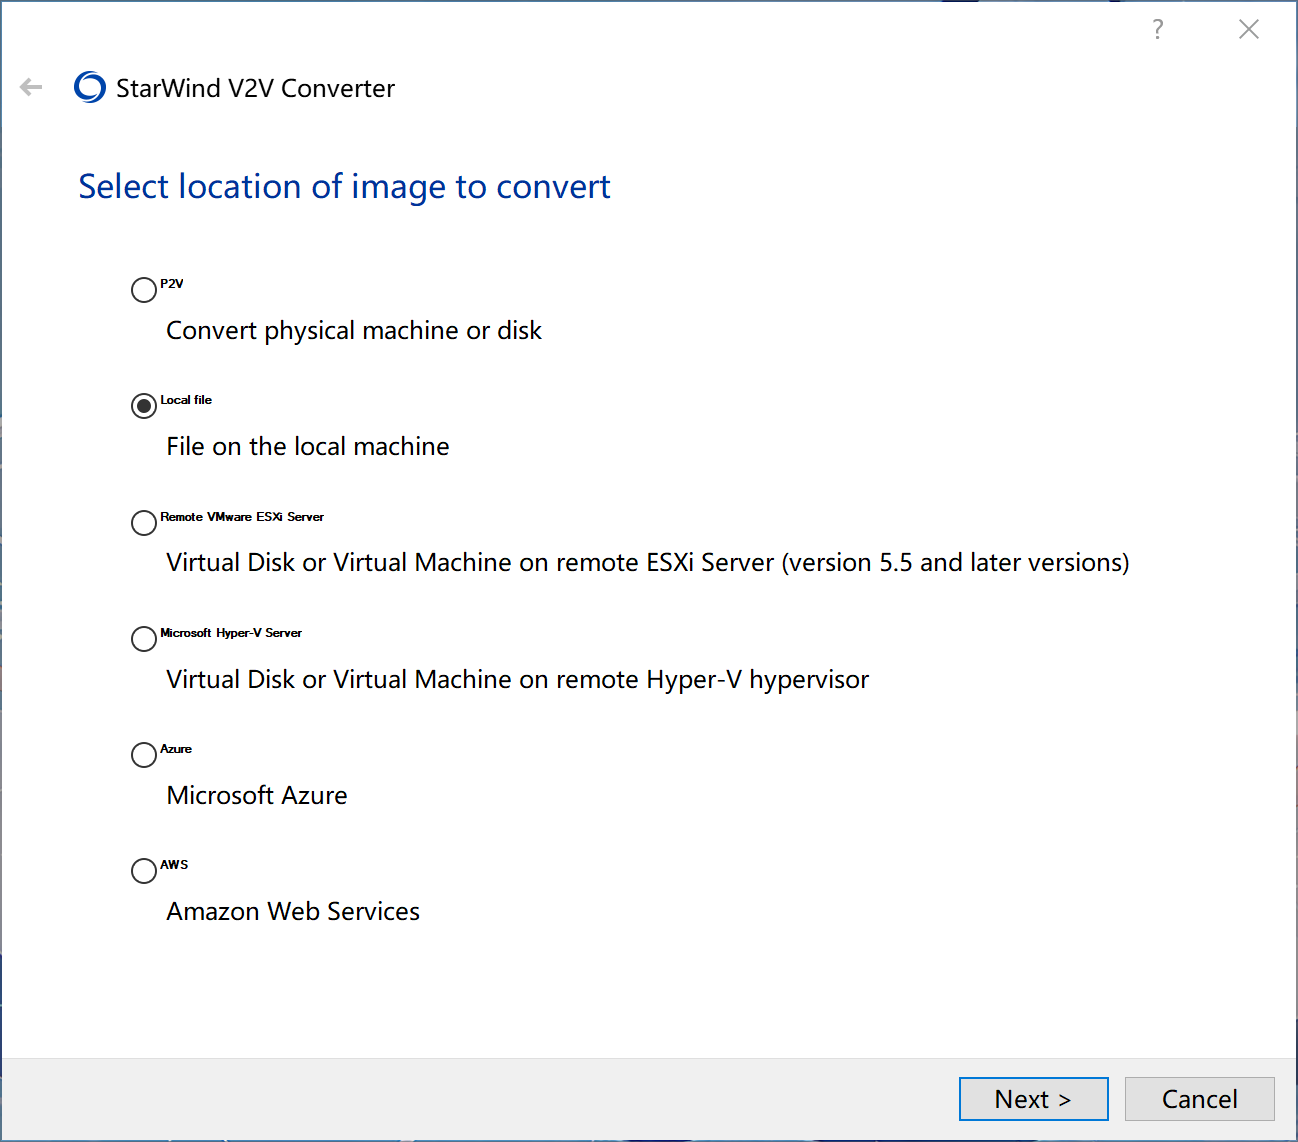 ?
StarWind V2V Converter
Select location of image to convert
P2V
Convert physical machine or disk
Local file
File on the local machine
Remote VMware ESXi Server
Virtual Disk or Virtual Machine on remote ESXi Server (version 5.5 and later versions)
Microsoft Hyper-V Server
Virtual Disk or Virtual Machine on remote Hyper-V hypervisor
Azure
Microsoft Azure
AWS
Amazon Web Services
Next >
Cancel